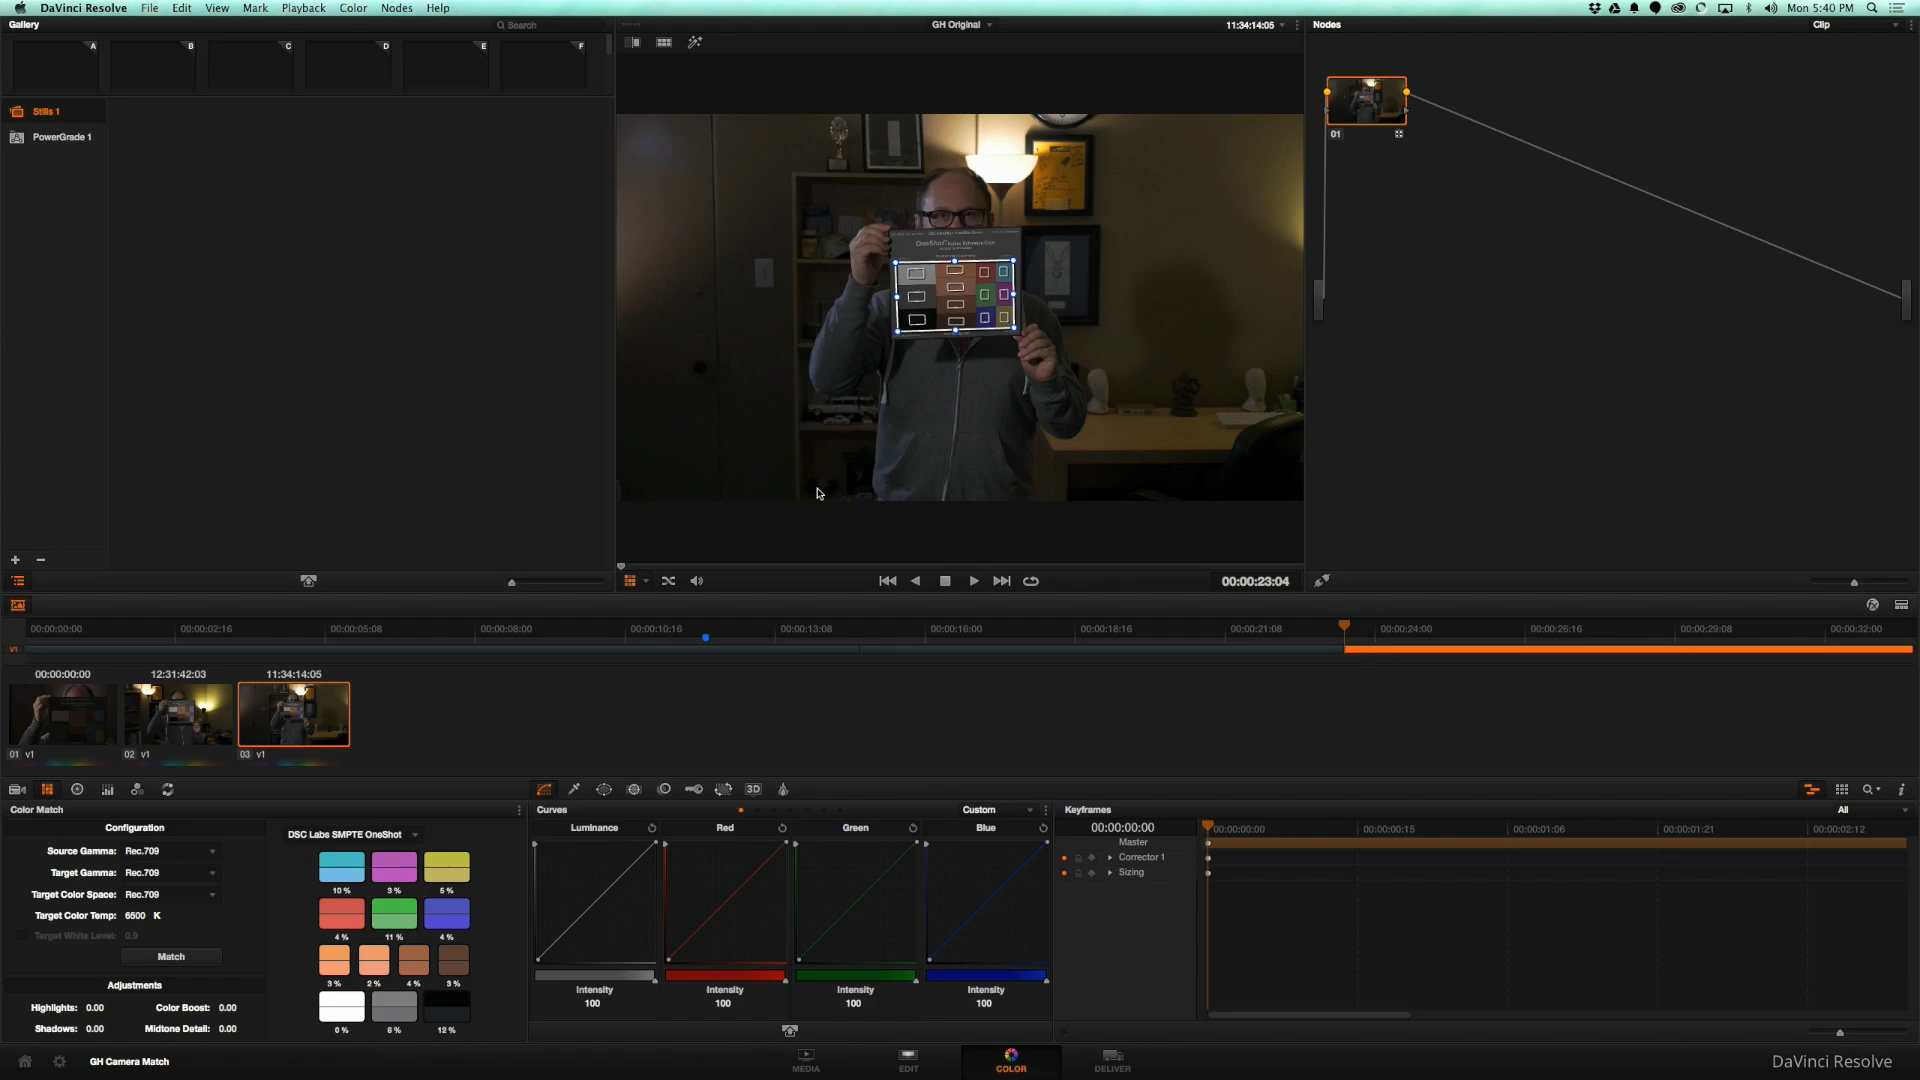 DaVinci Resolve File Edit View Mark Playback Color Nodes Help
Mon 5:40 PM
Gallery
Search
GH Original
11:34:14:05
Nodes
Clip
A B C D E F
Stills 1
PowerGrade 1
01
OneShot
00:00:23:04
00:00:00:00 00:00:02:16 00:00:05:08 00:00:08:00 00:00:10:16 00:00:13:08 00:00:16:00 00:00:18:16 00:00:21:08 00:00:24:00 00:00:26:16 00:00:29:08 00:00:32:00
V1
00:00:00:00 12:31:42:03 11:34:14:05
01 v1 02 v1 03 v1
3D
Color Match
Configuration
Source Gamma: Rec.709
Target Gamma: Rec.709
Target Color Space: Rec.709
Target Color Temp: 6500 K
Target White Level: 0.9
Match
Adjustments
Highlights: 0.00 Color Boost: 0.00
Shadows: 0.00 Midtone Detail: 0.00
DSC Labs SMPTE OneShot
10 % 3 % 5 %
4 % 11 % 4 %
3 % 2 % 4 % 3 %
0 % 6 % 12 %
Curves
Custom
Luminance Red Green Blue
Intensity Intensity Intensity Intensity
100 100 100 100
Keyframes
All
00:00:00:00
00:00:00:00 00:00:00:15 00:00:01:06 00:00:01:21 00:00:02:12
Master
Corrector 1
Sizing
GH Camera Match
MEDIA EDIT COLOR DELIVER
DaVinci Resolve